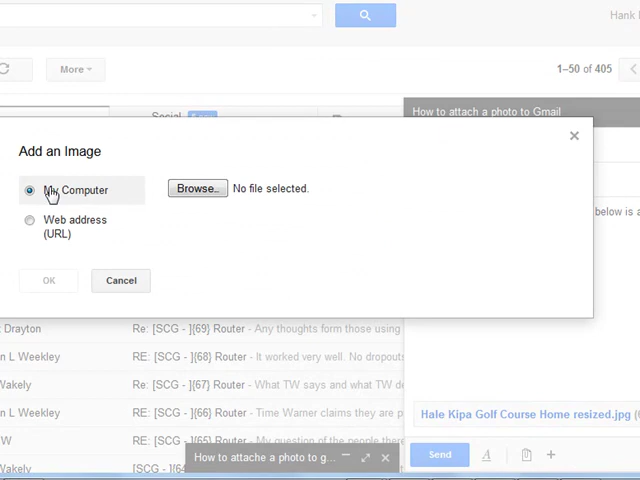 Hank
More
1–50 of 405
Social
How to attach a photo to Gmail
Add an Image
My Computer
Browse..
No file selected.
below is a
Web address
(URL)
OK
Cancel
Drayton
Re: [SCG - ](69) Router - Any thoughts form those using
n L Weekley
RE: [SCG - ](68) Router - It worked very well. No dropouts
Wakely
Re: [SCG - ](67) Router - What TW says and what TW de
n L Weekley
RE: [SCG - ](66) Router - Time Warner claims they are p
Hale Kipa Golf Course Home resized.jpg
W
RE: [SCG - ](65) Router - My question of the people
Send
How to attache a photo to g...
Wakely
Re: [SCG - ](64